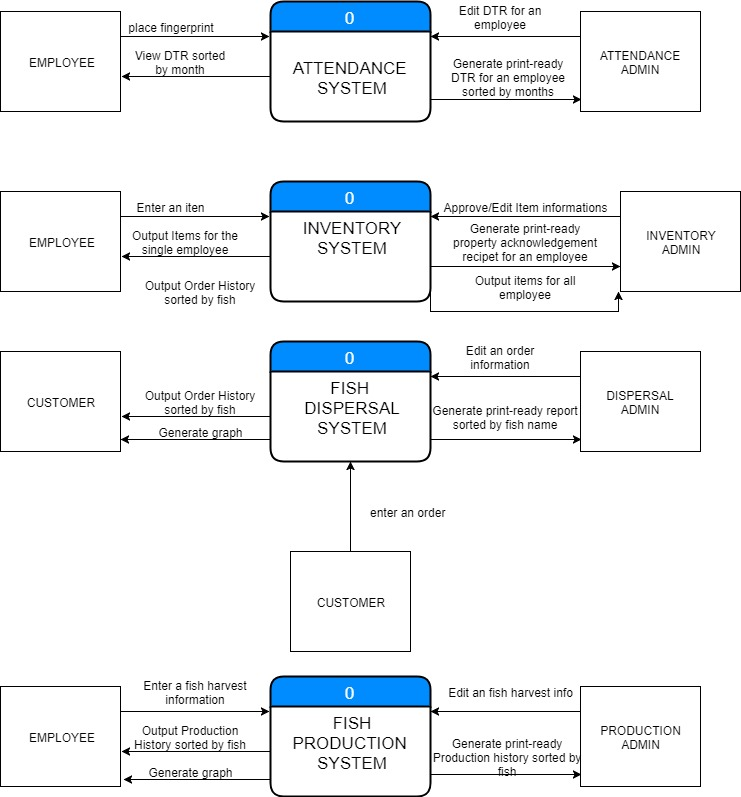 0
ATTENDANCE
SYSTEM
EMPLOYEE
place fingerprint
View DTR sorted
by month
Edit DTR for an
employee
Generate print-ready
DTR for an employee
sorted by months
ATTENDANCE
ADMIN
0
INVENTORY
SYSTEM
EMPLOYEE
Enter an iten
Output Items for the
single employee
Output Order History
sorted by fish
Approve/Edit Item informations
Generate print-ready
property acknowledgement
recipet for an employee
Output items for all
employee
INVENTORY
ADMIN
0
FISH
DISPERSAL
SYSTEM
CUSTOMER
Output Order History
sorted by fish
Generate graph
Edit an order
information
Generate print-ready report
sorted by fish name
DISPERSAL
ADMIN
enter an order
CUSTOMER
0
FISH
PRODUCTION
SYSTEM
EMPLOYEE
Enter a fish harvest
information
Output Production
History sorted by fish
Generate graph
Edit an fish harvest info
Generate print-ready
Production history sorted by
fish
PRODUCTION
ADMIN